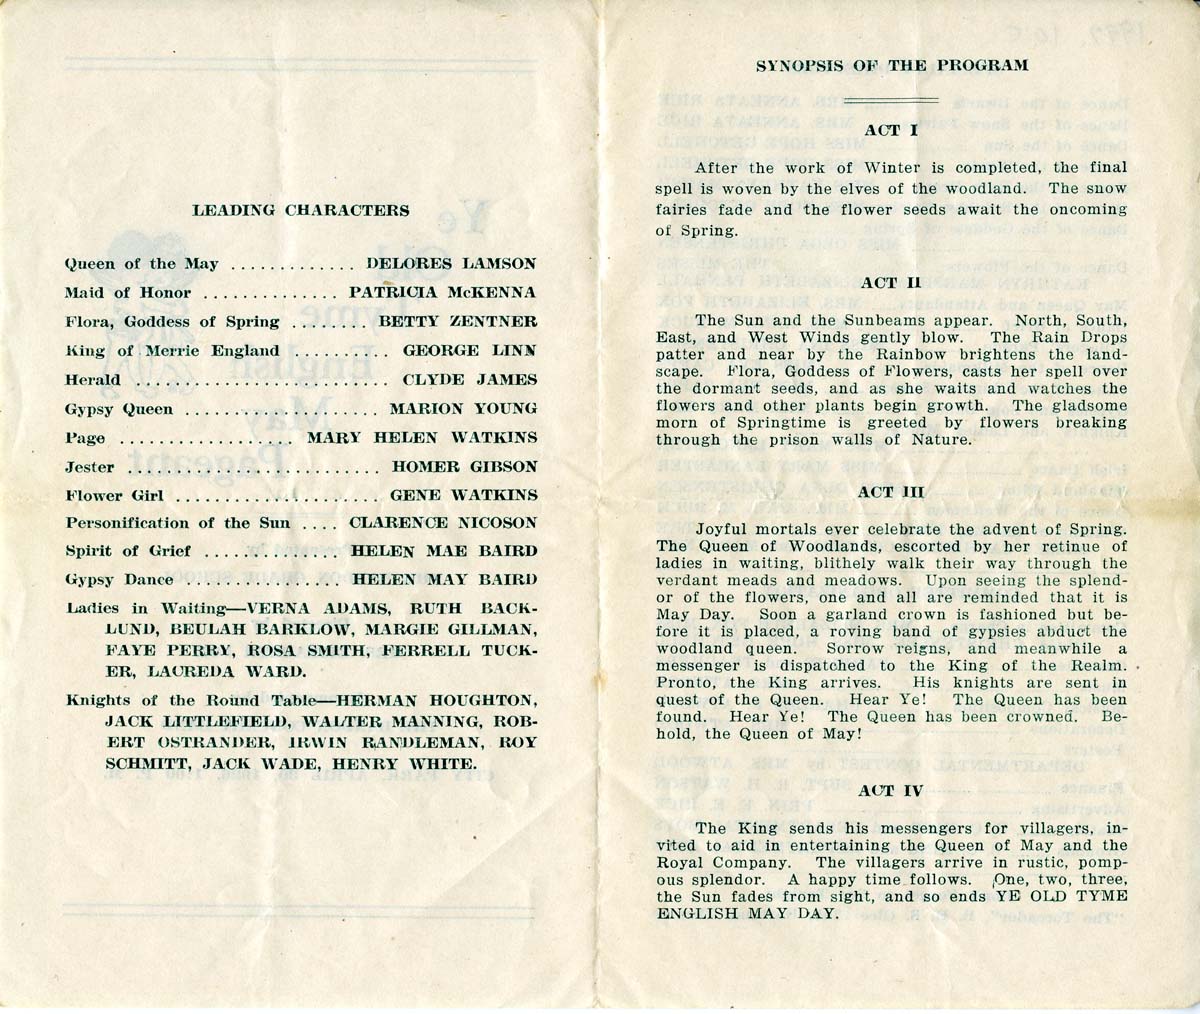 LEADING CHARACTERS
Queen of the May ............. DELORES LAMSON
Maid of Honor .............. PATRICIA McKENNA
Flora, Goddess of Spring ........ BETTY ZENTNER
King of Merrie England .......... GEORGE LINN
Herald .......................... CLYDE JAMES
Gypsy Queen .................... MARION YOUNG
Page .................. MARY HELEN WATKINS
Jester ........................... HOMER GIBSON
Flower Girl ..................... GENE WATKINS
Personification of the Sun .... CLARENCE NICOSON
Spirit of Grief .............. HELEN MAE BAIRD
Gypsy Dance ................ HELEN MAY BAIRD
Ladies in Waiting—VERNA ADAMS, RUTH BACK-
LUND, BEULAH BARKLOW, MARGIE GILLMAN,
FAYE PERRY, ROSA SMITH, FERRELL TUCK-
ER, LAUREDA WARD.
Knights of the Round Table—HERMAN HOUGHTON,
JACK LITTLEFIELD, WALTER MANNING, ROB-
ERT OSTRANDER, IRWIN RANDLEMAN, ROY
SCHMITT, JACK WADE, HENRY WHITE.
SYNOPSIS OF THE PROGRAM
ACT I
After the work of Winter is completed, the final
spell is woven by the elves of the woodland. The snow
fairies fade and the flower seeds await the oncoming
of Spring.
ACT II
The Sun and the Sunbeams appear. North, South,
East, and West Winds gently blow. The Rain Drops
patter and near by the Rainbow brightens the land-
scape. Flora, Goddess of Flowers, casts her spell over
the dormant seeds, and as she waits and watches the
flowers and other plants begin growth. The gladsome
morn of Springtime is greeted by flowers breaking
through the prison walls of Nature.
ACT III
Joyful mortals ever celebrate the advent of Spring.
The Queen of Woodlands, escorted by her retinue of
ladies in waiting, blithely walk their way through the
verdant meads and meadows. Upon seeing the splend-
or of the flowers, one and all are reminded that it is
May Day. Soon a garland crown is fashioned but be-
fore it is placed, a roving band of gypsies abduct the
woodland queen. Sorrow reigns, and meanwhile a
messenger is dispatched to the King of the Realm.
Pronto, the King arrives. His knights are sent in
quest of the Queen. Hear Ye! The Queen has been
found. Hear Ye! The Queen has been crowned. Be-
hold, the Queen of May!
ACT IV
The King sends his messengers for villagers, in-
vited to aid in entertaining the Queen of May and the
Royal Company. The villagers arrive in rustic, pomp-
ous splendor. A happy time follows. One, two, three,
the Sun fades from sight, and so ends YE OLD TYME
ENGLISH MAY DAY.